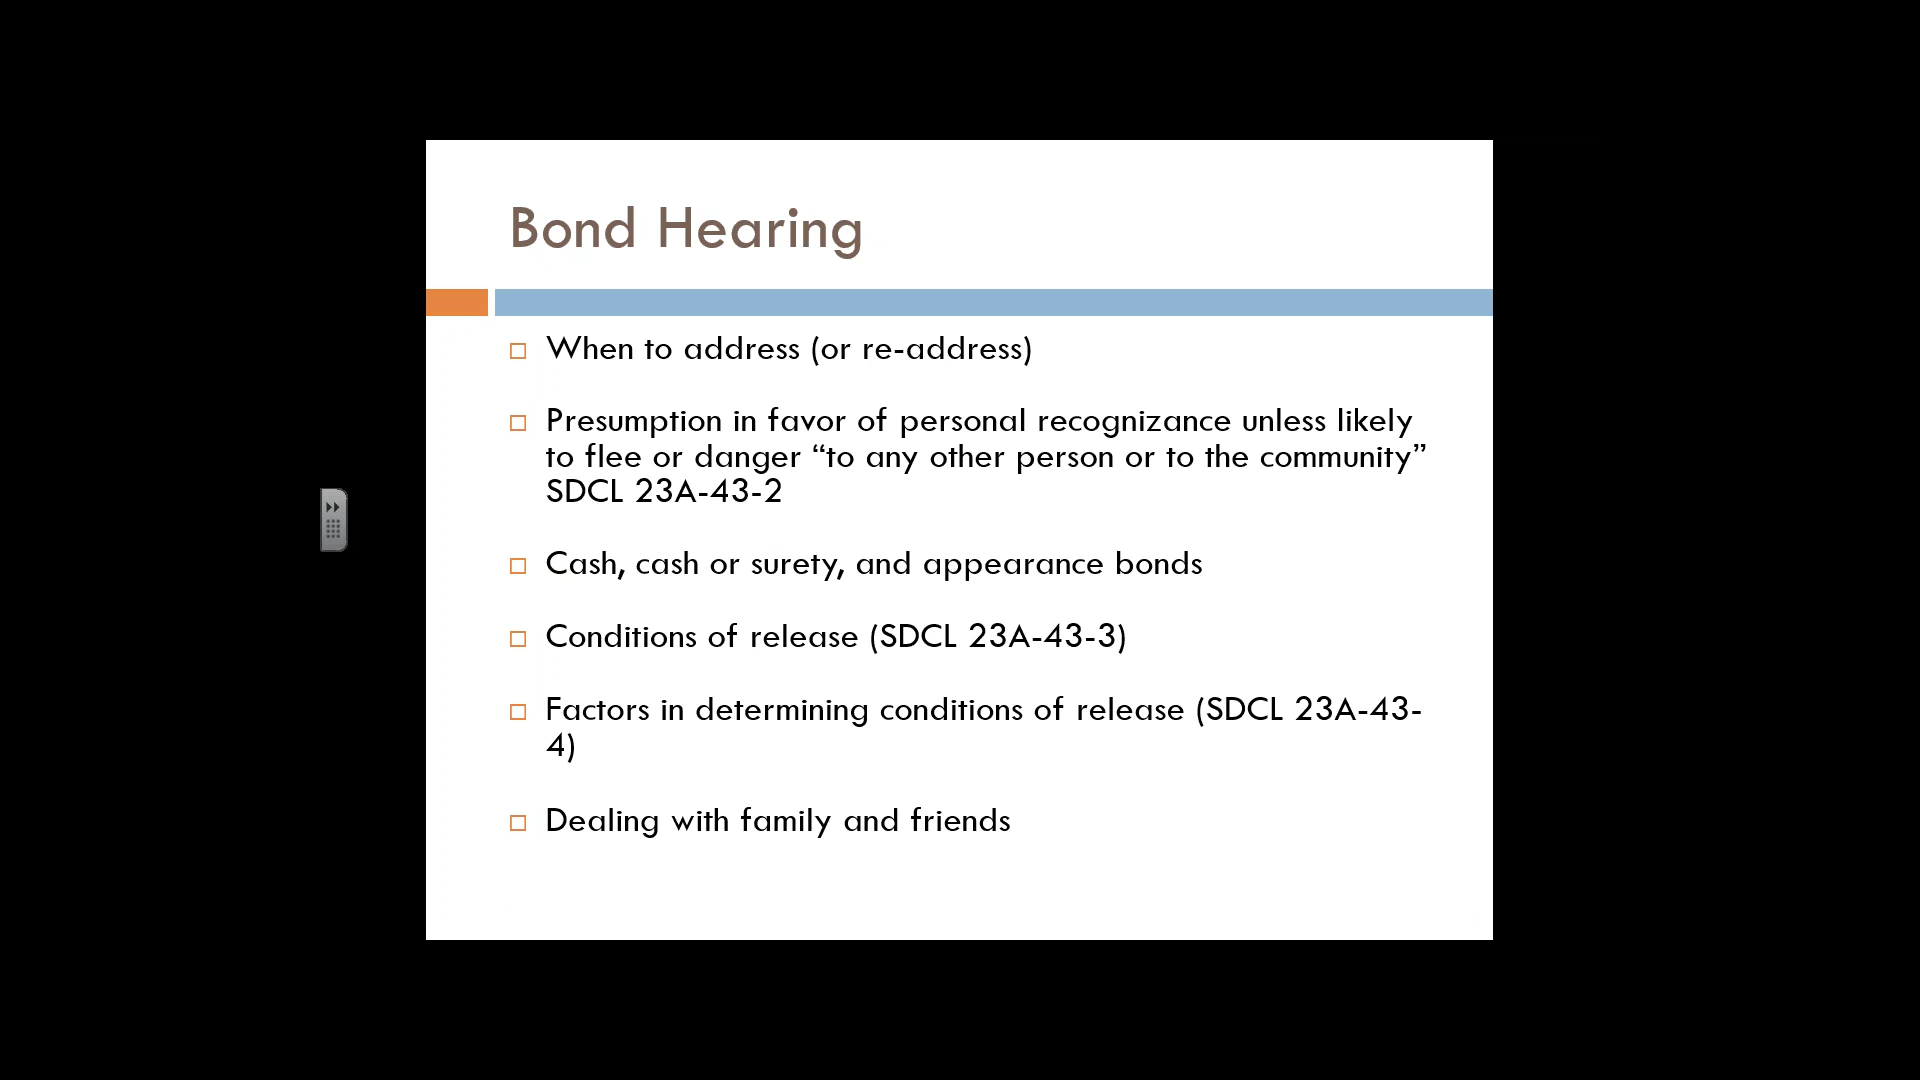 Bond Hearing
When to address (or re-address)
Presumption in favor of personal recognizance unless likely
to flee or danger “to any other person or to the community”
SDCL 23A-43-2
Cash, cash or surety, and appearance bonds
Conditions of release (SDCL 23A-43-3)
Factors in determining conditions of release (SDCL 23A-43-
4)
Dealing with family and friends